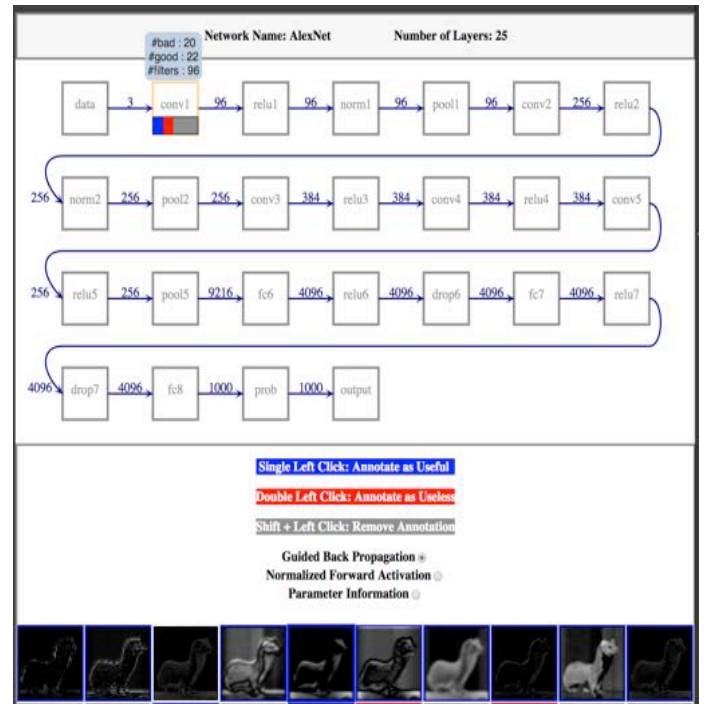 Network Name: AlexNet Number of Layers: 25
#bad : 20
#good : 22
#filters : 96
data 3 conv1 96 relu1 96 norm1 96 pool1 96 conv2 256 relu2
256 norm2 256 pool2 256 conv3 384 relu3 384 conv4 384 relu4 384 conv5
256 relu5 256 pool5 9216 fc6 4096 relu6 4096 drop6 4096 fc7 4096 relu7
4096 drop7 4096 fc8 1000 prob 1000 output
Single Left Click: Annotate as Useful
Double Left Click: Annotate as Useless
Shift + Left Click: Remove Annotation
Guided Back Propagation
Normalized Forward Activation
Parameter Information